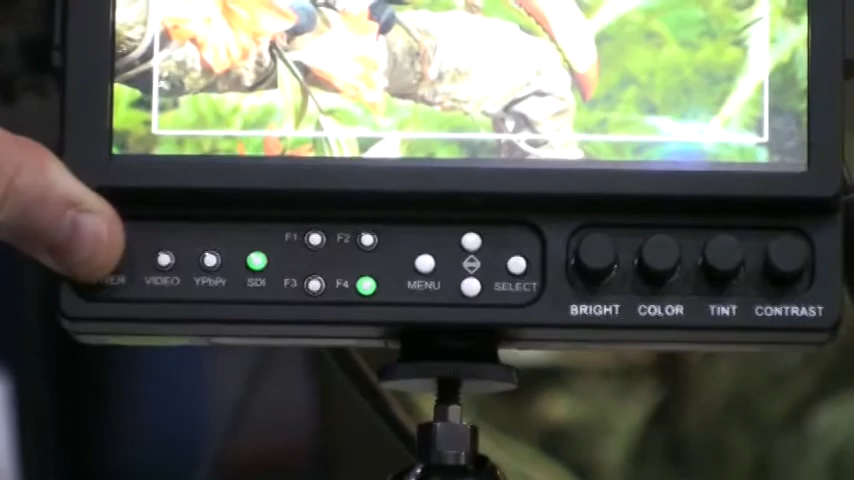 F1 F2
VIDEO YPbPr SDI F3 F4 MENU SELECT
BRIGHT COLOR TINT CONTRAST